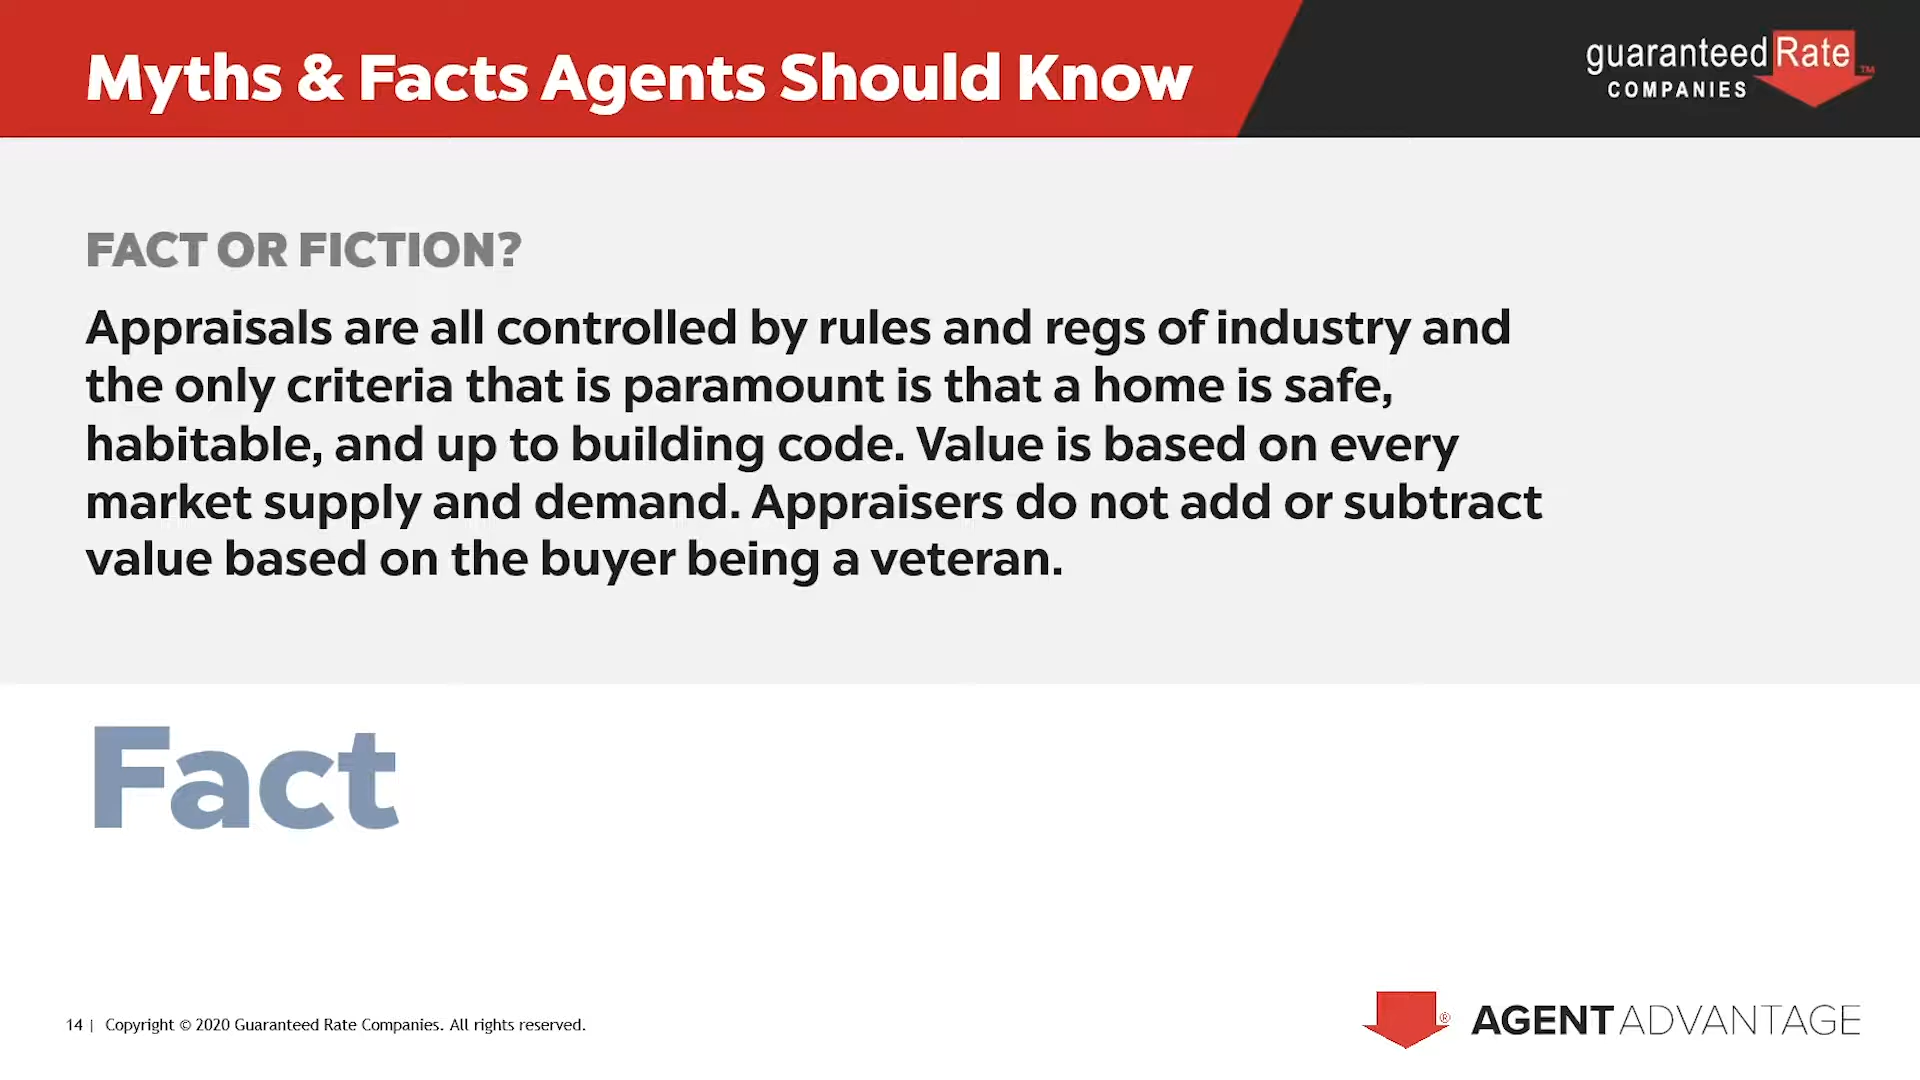 Myths & Facts Agents Should Know
guaranteed Rate ™
COMPANIES
FACT OR FICTION?
Appraisals are all controlled by rules and regs of industry and
the only criteria that is paramount is that a home is safe,
habitable, and up to building code. Value is based on every
market supply and demand. Appraisers do not add or subtract
value based on the buyer being a veteran.
Fact
14 | Copyright © 2020 Guaranteed Rate Companies. All rights reserved.
® AGENT ADVANTAGE